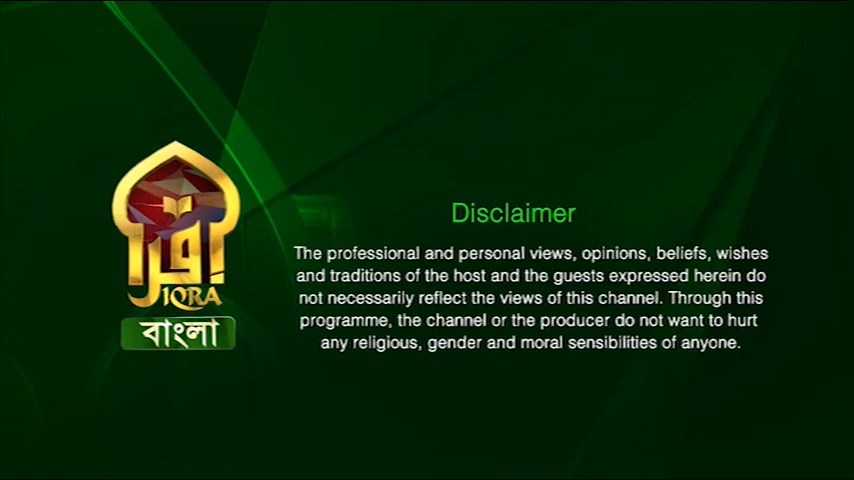 اقرأ
IQRA
বাংলা
Disclaimer
The professional and personal views, opinions, beliefs, wishes
and traditions of the host and the guests expressed herein do
not necessarily reflect the views of this channel. Through this
programme, the channel or the producer do not want to hurt
any religious, gender and moral sensibilities of anyone.